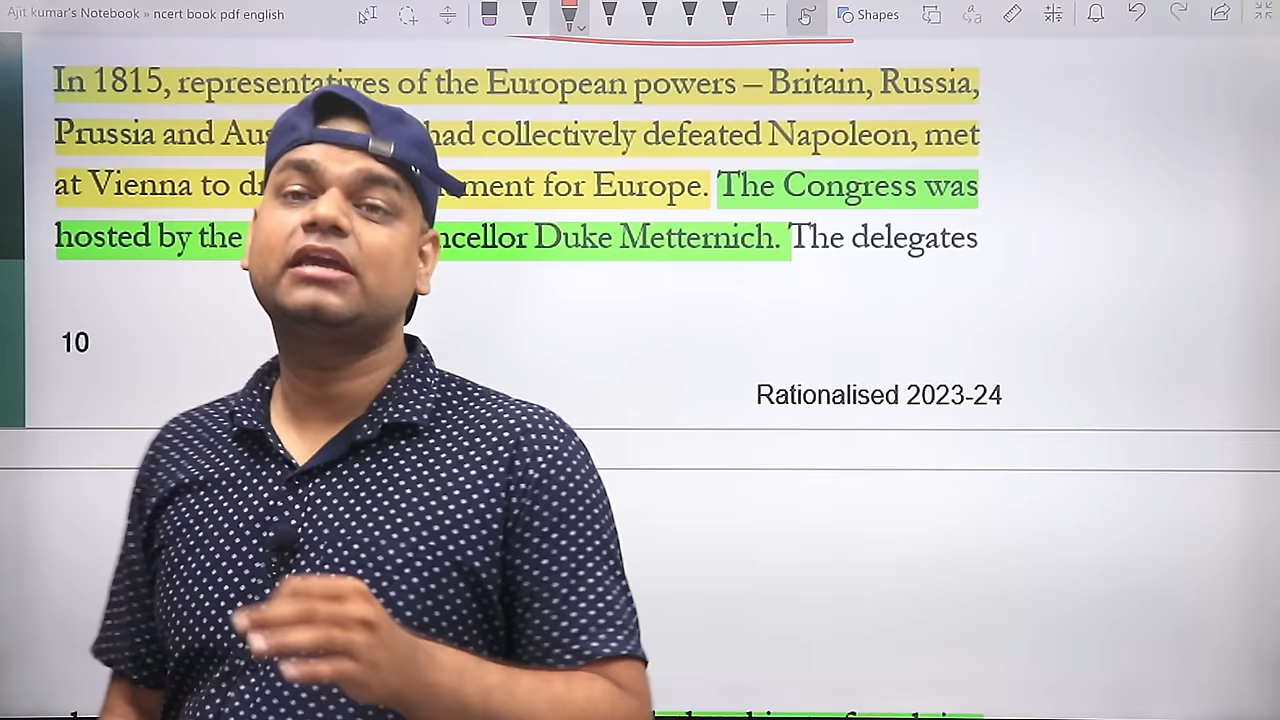 Ajit kumar's Notebook » ncert book pdf english
Shapes
In 1815, representatives of the European powers – Britain, Russia,
Prussia and Aus had collectively defeated Napoleon, met
at Vienna to d ment for Europe. The Congress was
hosted by the ncellor Duke Metternich. The delegates
10
Rationalised 2023-24